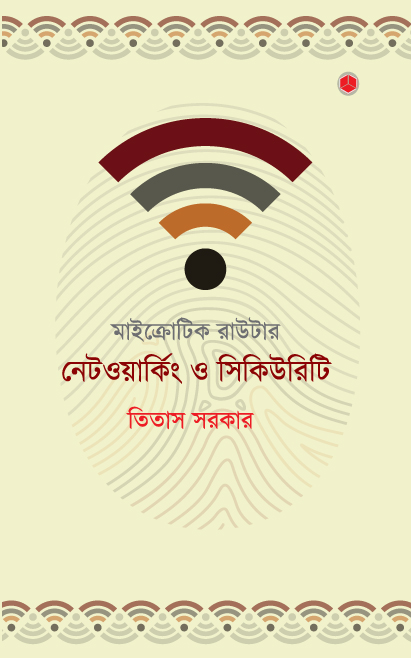 মাইক্রোটিক রাউটার
নেটওয়ার্কিং ও সিকিউরিটি
তিতাস সরকার